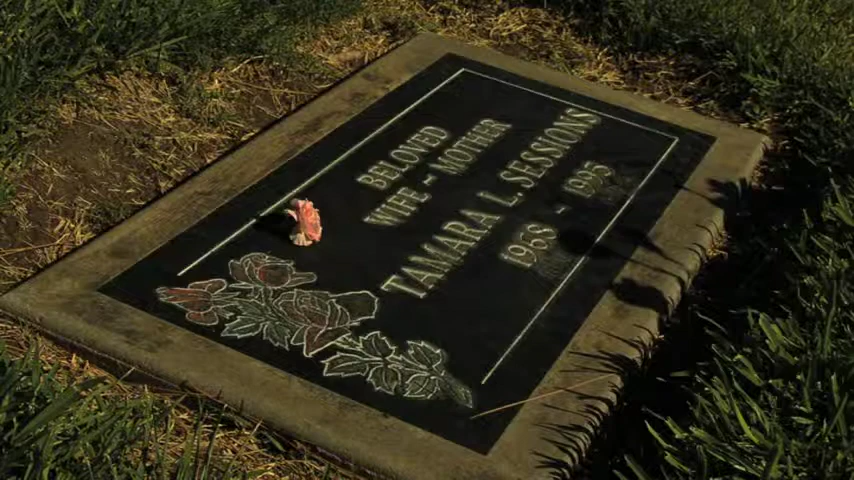 BELOVED
WIFE - MOTHER
TAMARA L. SESSIONS
1968 - 1995